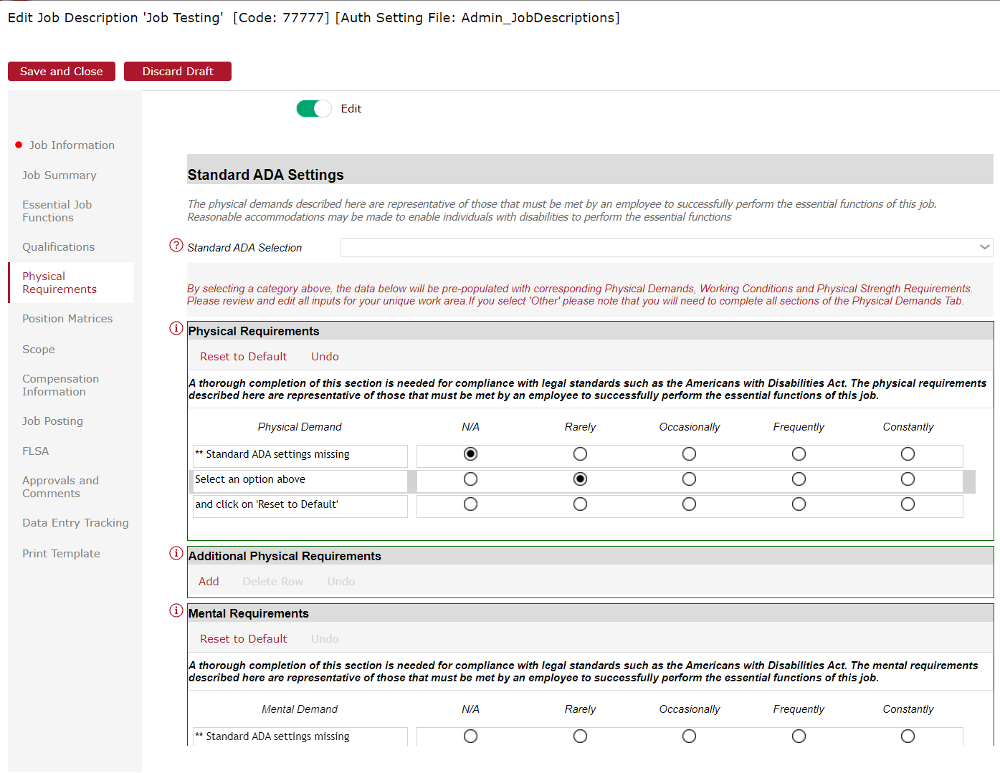 Edit Job Description 'Job Testing'  [Code: 77777] [Auth Setting File: Admin_JobDescriptions]
Save and Close
Discard Draft
Edit
Job Information
Job Summary
Essential Job
Functions
Qualifications
Physical
Requirements
Position Matrices
Scope
Compensation
Information
Job Posting
FLSA
Approvals and
Comments
Data Entry Tracking
Print Template
Standard ADA Settings
The physical demands described here are representative of those that must be met by an employee to successfully perform the essential functions of this job.
Reasonable accommodations may be made to enable individuals with disabilities to perform the essential functions
? Standard ADA Selection
By selecting a category above, the data below will be pre-populated with corresponding Physical Demands, Working Conditions and Physical Strength Requirements.
Please review and edit all inputs for your unique work area.If you select 'Other' please note that you will need to complete all sections of the Physical Demands Tab.
i Physical Requirements
Reset to Default Undo
A thorough completion of this section is needed for compliance with legal standards such as the Americans with Disabilities Act. The physical requirements
described here are representative of those that must be met by an employee to successfully perform the essential functions of this job.
Physical Demand N/A Rarely Occasionally Frequently Constantly
** Standard ADA settings missing
Select an option above
and click on 'Reset to Default'
i Additional Physical Requirements
Add Delete Row Undo
i Mental Requirements
Reset to Default Undo
A thorough completion of this section is needed for compliance with legal standards such as the Americans with Disabilities Act. The mental requirements
described here are representative of those that must be met by an employee to successfully perform the essential functions of this job.
Mental Demand N/A Rarely Occasionally Frequently Constantly
** Standard ADA settings missing